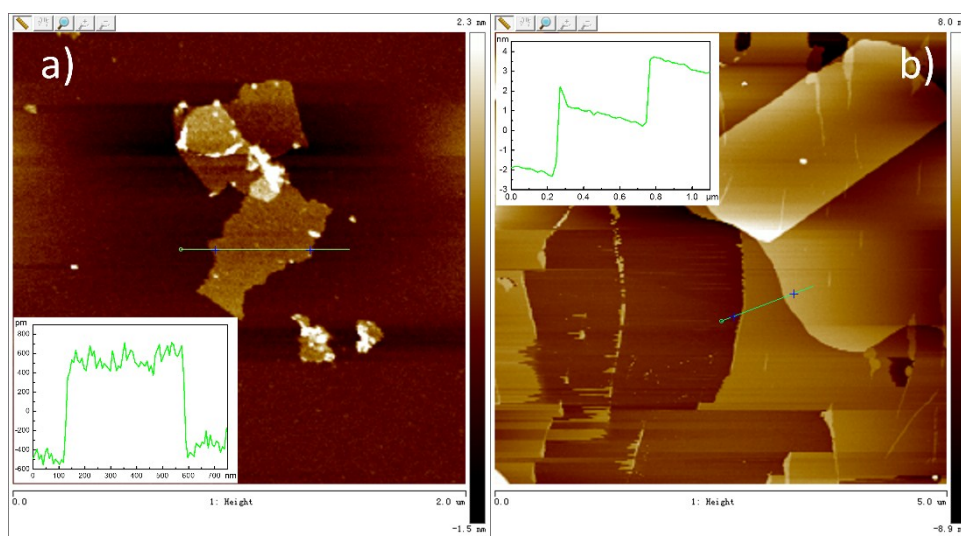 2.3 nm
a)
pm
800
600
400
200
0
-200
-400
-600
0 100 200 300 400 500 600 700 nm
0.0 1: Height 2.0 um
-1.5 nm
8.0 n
b)
nm
4
3
2
1
0
-1
-2
-3
0.0 0.2 0.4 0.6 0.8 1.0 µm
0.0 1: Height 5.0 um
-8.9 n